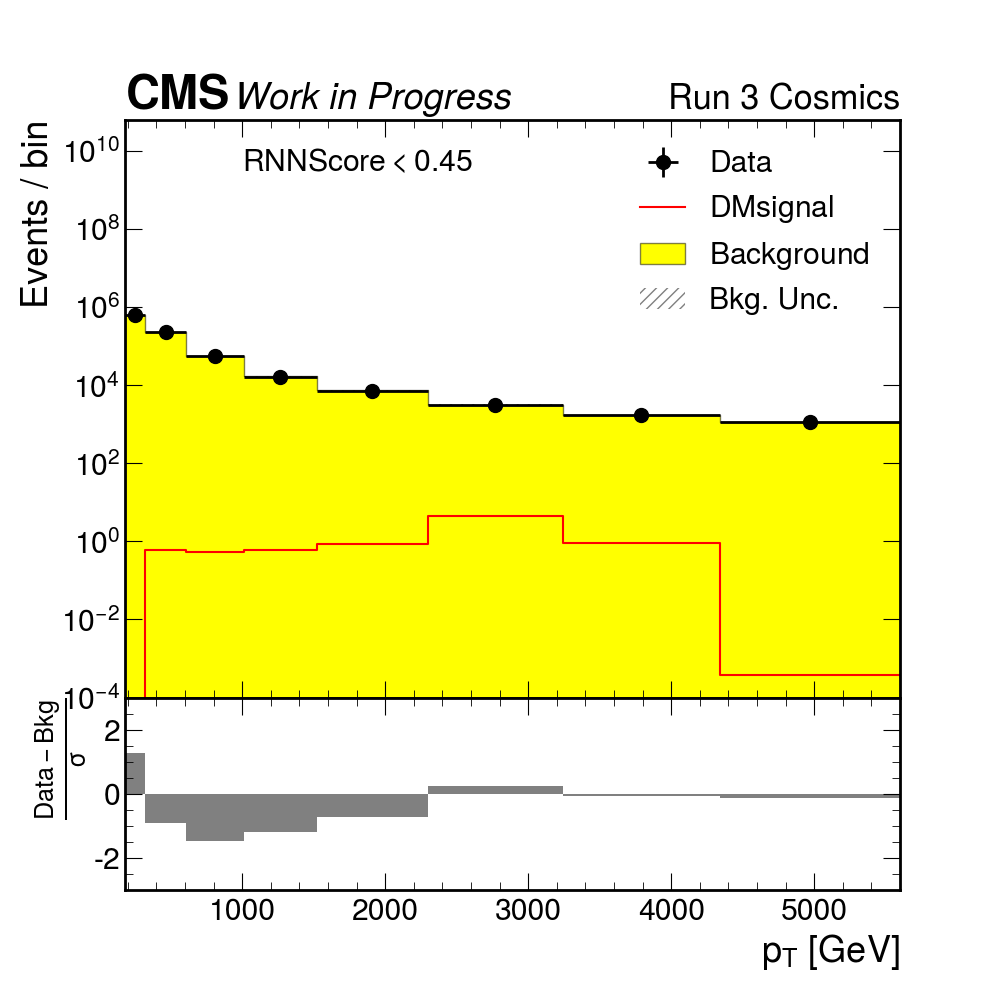 CMS Work in Progress
Run 3 Cosmics
Events / bin
RNNScore < 0.45
Data
DMsignal
Background
Bkg. Unc.
10^10
10^8
10^6
10^4
10^2
10^0
10^−2
10^−4
Data − Bkg
σ
2
0
-2
1000 2000 3000 4000 5000
p_T [GeV]